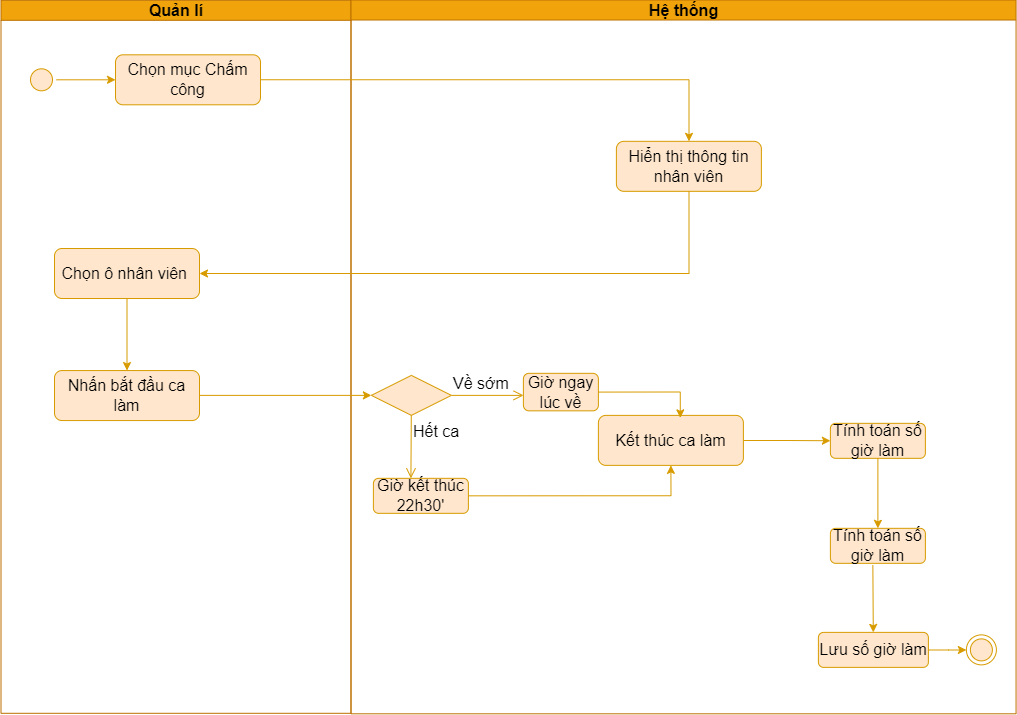 Quản lí
Hệ thống
Chọn mục Chấm
công
Hiển thị thông tin
nhân viên
Chọn ô nhân viên
Nhấn bắt đầu ca
làm
Về sớm
Giờ ngay
lúc về
Hết ca
Giờ kết thúc
22h30'
Kết thúc ca làm
Tính toán số
giờ làm
Tính toán số
giờ làm
Lưu số giờ làm